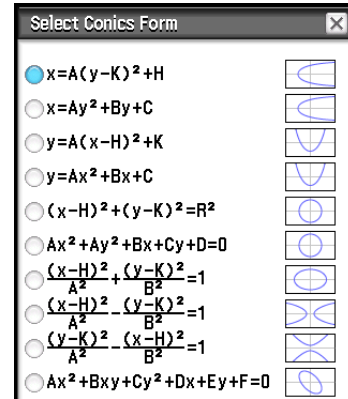 Select Conics Form
x=A(y-K)²+H
x=Ay²+By+C
y=A(x-H)²+K
y=Ax²+Bx+C
(x-H)²+(y-K)²=R²
Ax²+Ay²+Bx+Cy+D=0
(x-H)²/A²+(y-K)²/B²=1
(x-H)²/A²-(y-K)²/B²=1
(y-K)²/A²-(x-H)²/B²=1
Ax²+Bxy+Cy²+Dx+Ey+F=0